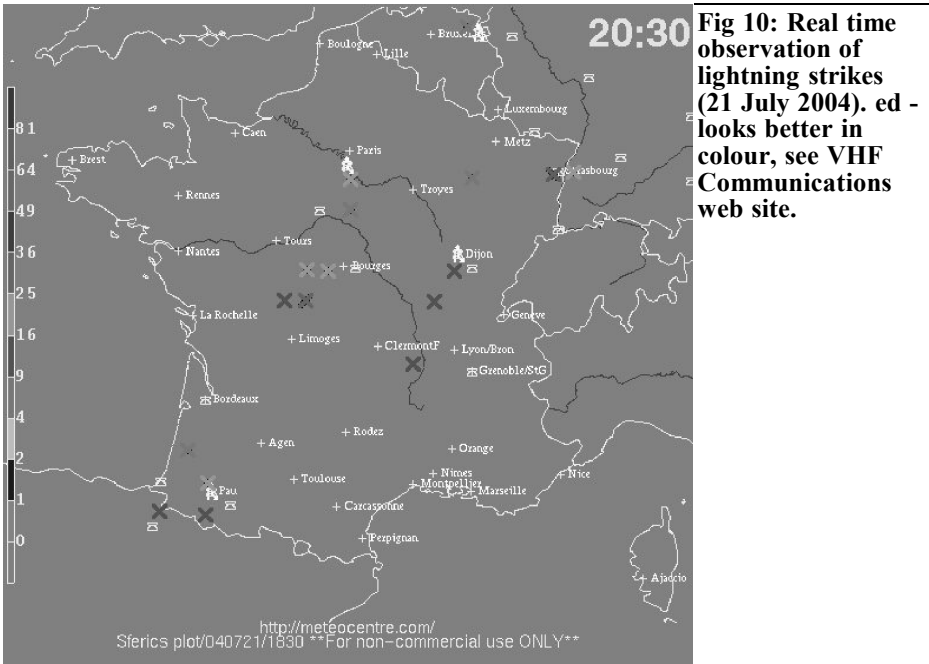 20:30
Bruxe
Boulogne
Lille
Luxembourg
Caen
Metz
Paris
Brest
Strasbourg
Rennes
Troyes
Tours
Nantes
Dijon
Bourges
La Rochelle
Geneve
Limoges
ClermontF
Lyon/Bron
Grenoble/StG
Bordeaux
Rodez
Agen
Orange
Toulouse
Nimes
Nice
Montpellier
Marseille
Pau
Carcassonne
Perpignan
Ajaccio
81
64
49
36
25
16
9
4
2
1
0
http://meteocentre.com/
Sferics plot/040721/1830 **For non-commercial use ONLY**
Fig 10: Real time
observation of
lightning strikes
(21 July 2004). ed -
looks better in
colour, see VHF
Communications
web site.